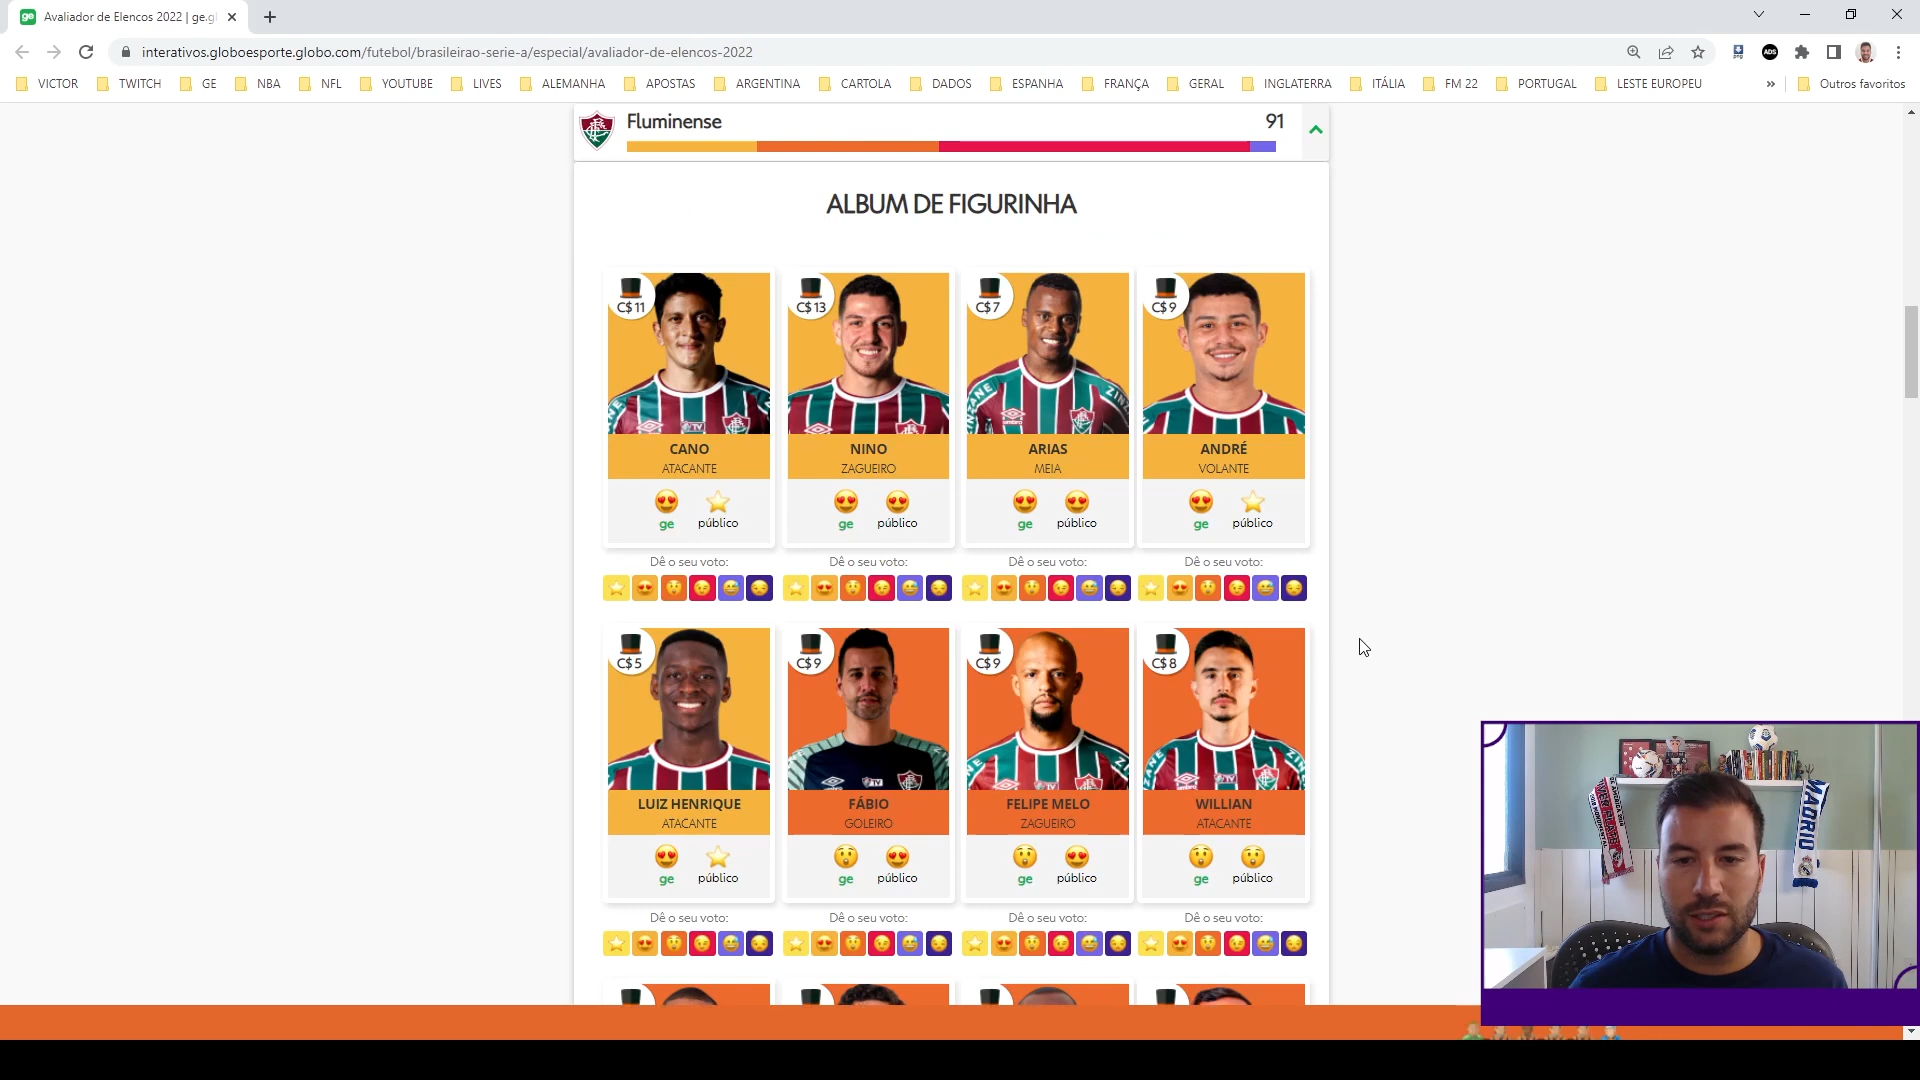 Avaliador de Elencos 2022 | ge.gl
interativos.globoesporte.globo.com/futebol/brasileirao-serie-a/especial/avaliador-de-elencos-2022
VICTOR TWITCH GE NBA NFL YOUTUBE LIVES ALEMANHA APOSTAS ARGENTINA CARTOLA DADOS ESPANHA FRANÇA GERAL INGLATERRA ITÁLIA FM 22 PORTUGAL LESTE EUROPEU » Outros favoritos
Fluminense 91
ALBUM DE FIGURINHA
C$ 11 C$ 13 C$ 7 C$ 9
CANO NINO ARIAS ANDRÉ
ATACANTE ZAGUEIRO MEIA VOLANTE
ge público ge público ge público ge público
Dê o seu voto: Dê o seu voto: Dê o seu voto: Dê o seu voto:
C$ 5 C$ 9 C$ 9 C$ 8
LUIZ HENRIQUE FÁBIO FELIPE MELO WILLIAN
ATACANTE GOLEIRO ZAGUEIRO ATACANTE
ge público ge público ge público ge público
Dê o seu voto: Dê o seu voto: Dê o seu voto: Dê o seu voto:
MADRID